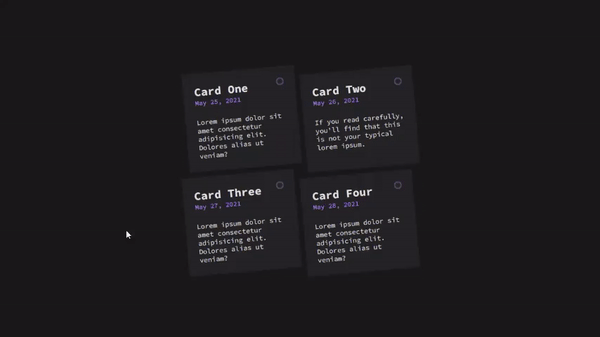 Card One
May 25, 2021
Lorem ipsum dolor sit
amet consectetur
adipisicing elit.
Dolores alias ut
veniam?
Card Two
May 26, 2021
If you read carefully,
you'll find that this
is not your typical
lorem ipsum.
Card Three
May 27, 2021
Lorem ipsum dolor sit
amet consectetur
adipisicing elit.
Dolores alias ut
veniam?
Card Four
May 28, 2021
Lorem ipsum dolor sit
amet consectetur
adipisicing elit.
Dolores alias ut
veniam?